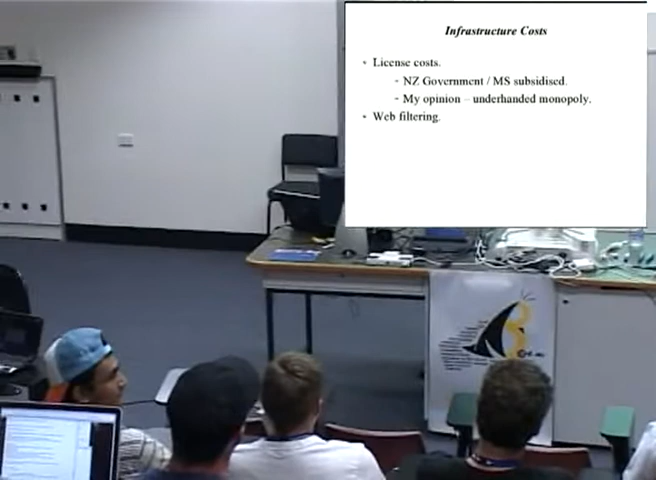 Infrastructure Costs
• License costs.
- NZ Government / MS subsidised.
- My opinion – underhanded monopoly.
• Web filtering.